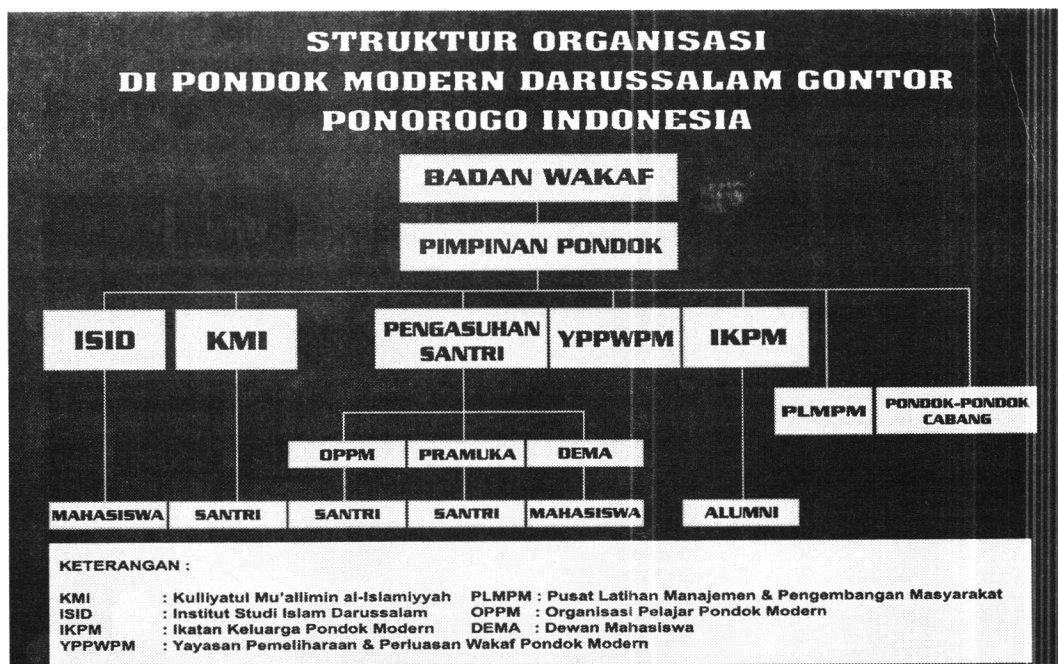 STRUKTUR ORGANISASI
DI PONDOK MODERN DARUSSALAM GONTOR
PONOROGO INDONESIA
BADAN WAKAF
PIMPINAN PONDOK
ISID
KMI
PENGASUHAN
SANTRI
YPPWPM
IKPM
PLMPM
PONDOK-PONDOK
CABANG
OPPM
PRAMUKA
DEMA
MAHASISWA
SANTRI
SANTRI
SANTRI
MAHASISWA
ALUMNI
KETERANGAN :
KMI : Kulliyatul Mu'allimin al-Islamiyyah
ISID : Institut Studi Islam Darussalam
IKPM : Ikatan Keluarga Pondok Modern
YPPWPM : Yayasan Pemeliharaan & Perluasan Wakaf Pondok Modern
PLMPM : Pusat Latihan Manajemen & Pengembangan Masyarakat
OPPM : Organisasi Pelajar Pondok Modern
DEMA : Dewan Mahasiswa